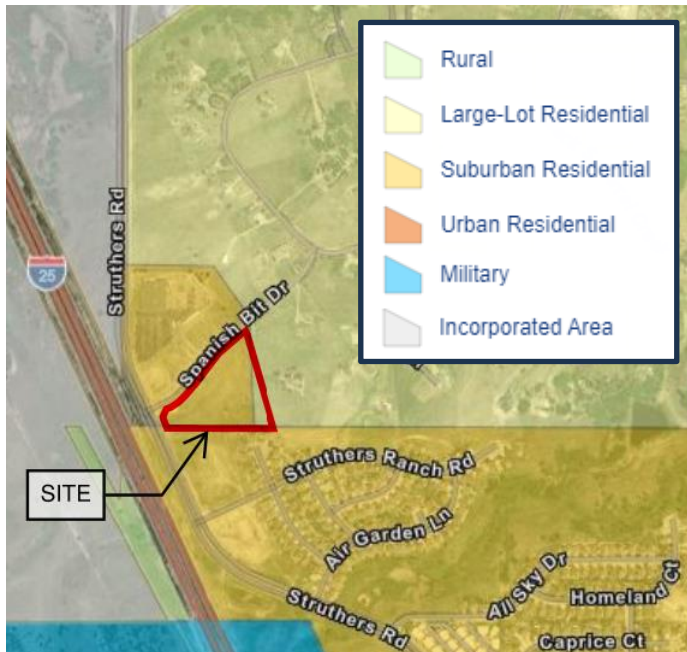 Rural
Large-Lot Residential
Suburban Residential
Urban Residential
Military
Incorporated Area
Struthers Rd
25
Spanish Bit Dr
SITE
Struthers Ranch Rd
Air Garden Ln
Struthers Rd
All Sky Dr
Homeland Ct
Caprice Ct